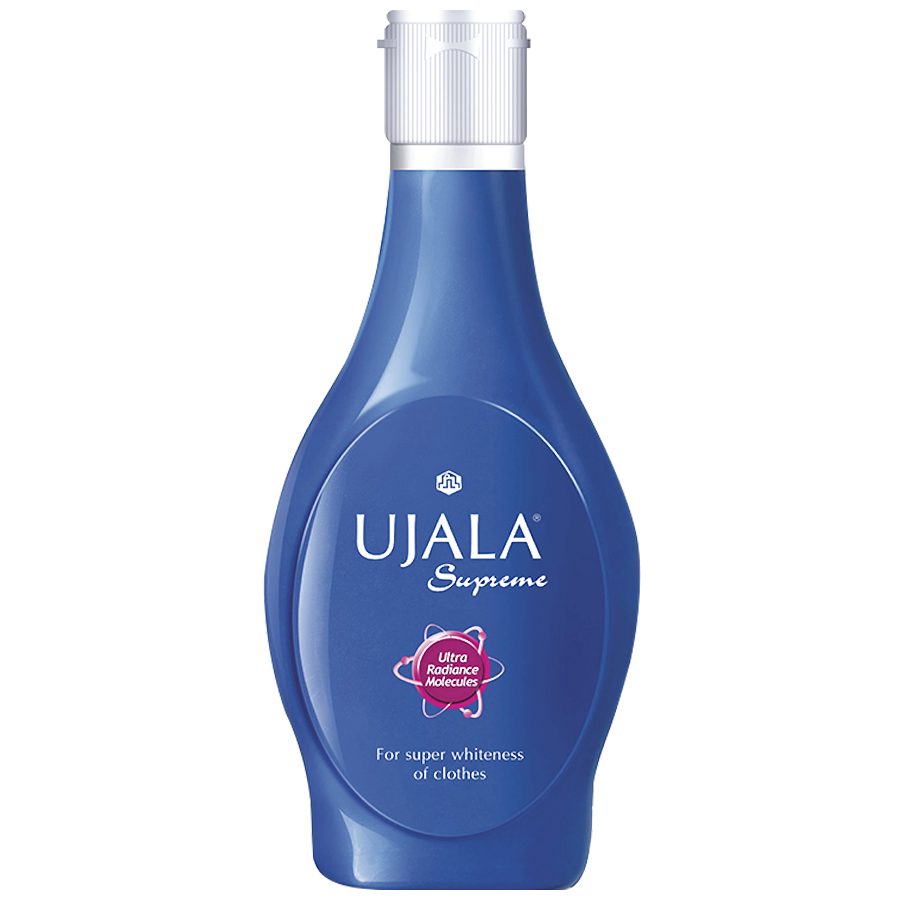 UJALA®
Supreme
Ultra
Radiance
Molecules
For super whiteness
of clothes